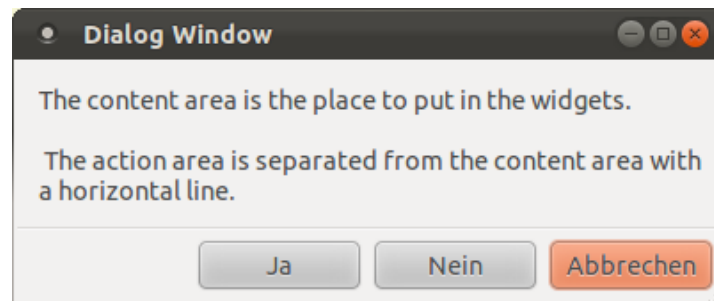 Dialog Window
The content area is the place to put in the widgets.
The action area is separated from the content area with
a horizontal line.
Ja Nein Abbrechen